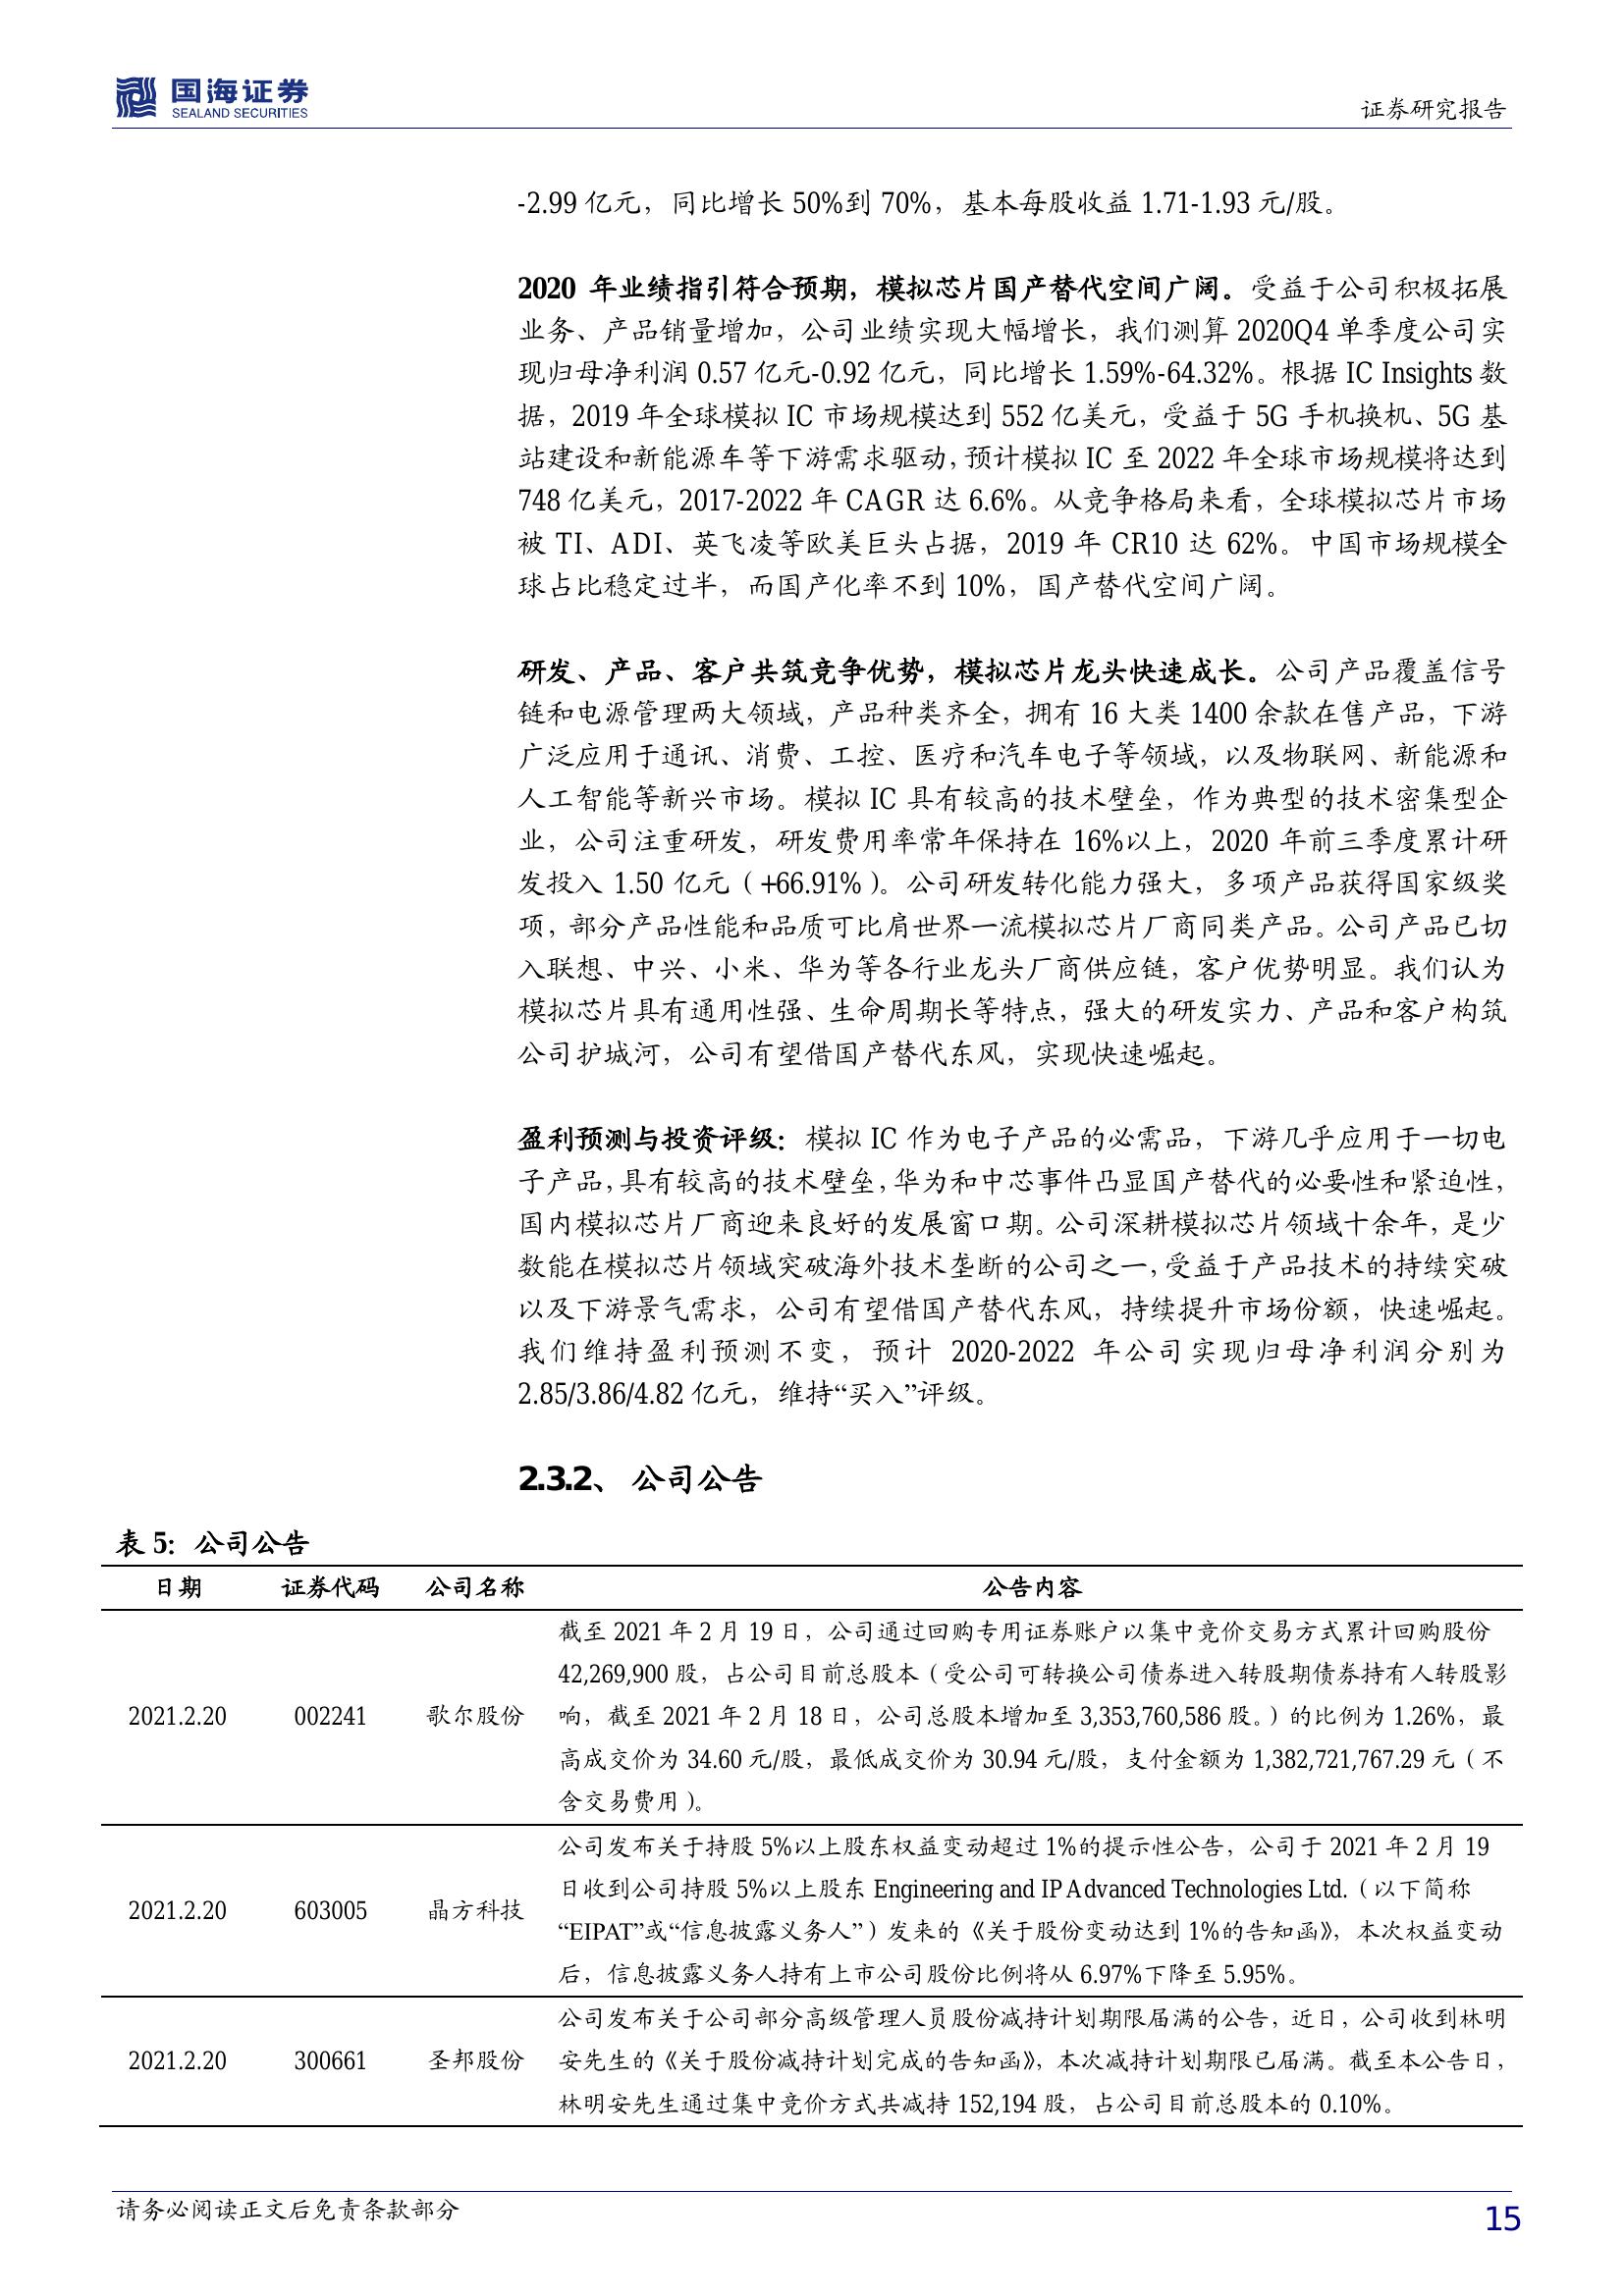 国海证券
SEALAND SECURITIES
证券研究报告
-2.99 亿元，同比增长 50%到 70%，基本每股收益 1.71-1.93 元/股。
2020 年业绩指引符合预期，模拟芯片国产替代空间广阔。受益于公司积极拓展
业务、产品销量增加，公司业绩实现大幅增长，我们测算 2020Q4 单季度公司实
现归母净利润 0.57 亿元-0.92 亿元，同比增长 1.59%-64.32%。根据 IC Insights 数
据，2019 年全球模拟 IC 市场规模达到 552 亿美元，受益于 5G 手机换机、5G 基
站建设和新能源车等下游需求驱动，预计模拟 IC 至 2022 年全球市场规模将达到
748 亿美元，2017-2022 年 CAGR 达 6.6%。从竞争格局来看，全球模拟芯片市场
被 TI、ADI、英飞凌等欧美巨头占据，2019 年 CR10 达 62%。中国市场规模全
球占比稳定过半，而国产化率不到 10%，国产替代空间广阔。
研发、产品、客户共筑竞争优势，模拟芯片龙头快速成长。公司产品覆盖信号
链和电源管理两大领域，产品种类齐全，拥有 16 大类 1400 余款在售产品，下游
广泛应用于通讯、消费、工控、医疗和汽车电子等领域，以及物联网、新能源和
人工智能等新兴市场。模拟 IC 具有较高的技术壁垒，作为典型的技术密集型企
业，公司注重研发，研发费用率常年保持在 16%以上，2020 年前三季度累计研
发投入 1.50 亿元（+66.91%）。公司研发转化能力强大，多项产品获得国家级奖
项，部分产品性能和品质可比肩世界一流模拟芯片厂商同类产品。公司产品已切
入联想、中兴、小米、华为等各行业龙头厂商供应链，客户优势明显。我们认为
模拟芯片具有通用性强、生命周期长等特点，强大的研发实力、产品和客户构筑
公司护城河，公司有望借国产替代东风，实现快速崛起。
盈利预测与投资评级：模拟 IC 作为电子产品的必需品，下游几乎应用于一切电
子产品，具有较高的技术壁垒，华为和中芯事件凸显国产替代的必要性和紧迫性，
国内模拟芯片厂商迎来良好的发展窗口期。公司深耕模拟芯片领域十余年，是少
数能在模拟芯片领域突破海外技术垄断的公司之一，受益于产品技术的持续突破
以及下游景气需求，公司有望借国产替代东风，持续提升市场份额，快速崛起。
我们维持盈利预测不变，预计 2020-2022 年公司实现归母净利润分别为
2.85/3.86/4.82 亿元，维持“买入”评级。
2.3.2、 公司公告
表 5：公司公告
日期 证券代码 公司名称 公告内容
截至 2021 年 2 月 19 日，公司通过回购专用证券账户以集中竞价交易方式累计回购股份
42,269,900 股，占公司目前总股本（受公司可转换公司债券进入转股期债券持有人转股影
2021.2.20 002241 歌尔股份 响，截至 2021 年 2 月 18 日，公司总股本增加至 3,353,760,586 股。）的比例为 1.26%，最
高成交价为 34.60 元/股，最低成交价为 30.94 元/股，支付金额为 1,382,721,767.29 元（不
含交易费用）。
公司发布关于持股 5%以上股东权益变动超过 1%的提示性公告，公司于 2021 年 2 月 19
日收到公司持股 5%以上股东 Engineering and IP Advanced Technologies Ltd.（以下简称
2021.2.20 603005 晶方科技
“EIPAT”或“信息披露义务人”）发来的《关于股份变动达到 1%的告知函》，本次权益变动
后，信息披露义务人持有上市公司股份比例将从 6.97%下降至 5.95%。
公司发布关于公司部分高级管理人员股份减持计划期限届满的公告，近日，公司收到林明
2021.2.20 300661 圣邦股份 安先生的《关于股份减持计划完成的告知函》，本次减持计划期限已届满。截至本公告日，
林明安先生通过集中竞价方式共减持 152,194 股，占公司目前总股本的 0.10%。
请务必阅读正文后免责条款部分
15